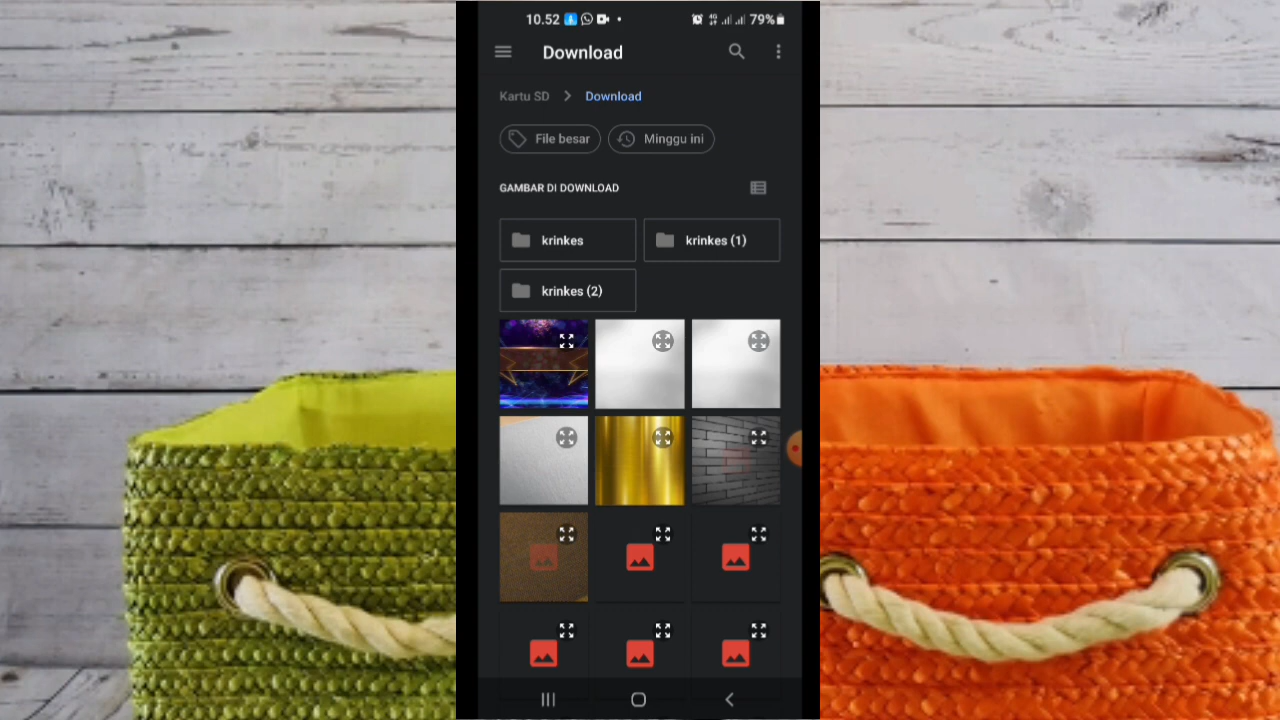 10.52 79%
Download
Kartu SD Download
File besar Minggu ini
GAMBAR DI DOWNLOAD
krinkes krinkes (1)
krinkes (2)